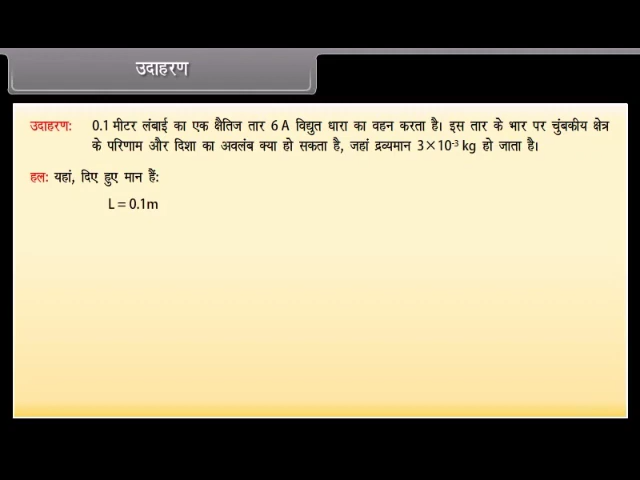 उदाहरण
उदाहरण: 0.1 मीटर लंबाई का एक क्षैतिज तार 6 A विद्युत धारा का वहन करता है। इस तार के भार पर चुंबकीय क्षेत्र
के परिणाम और दिशा का अवलंब क्या हो सकता है, जहां द्रव्यमान 3×10⁻³ kg हो जाता है।
हल: यहां, दिए हुए मान हैं:
L = 0.1m